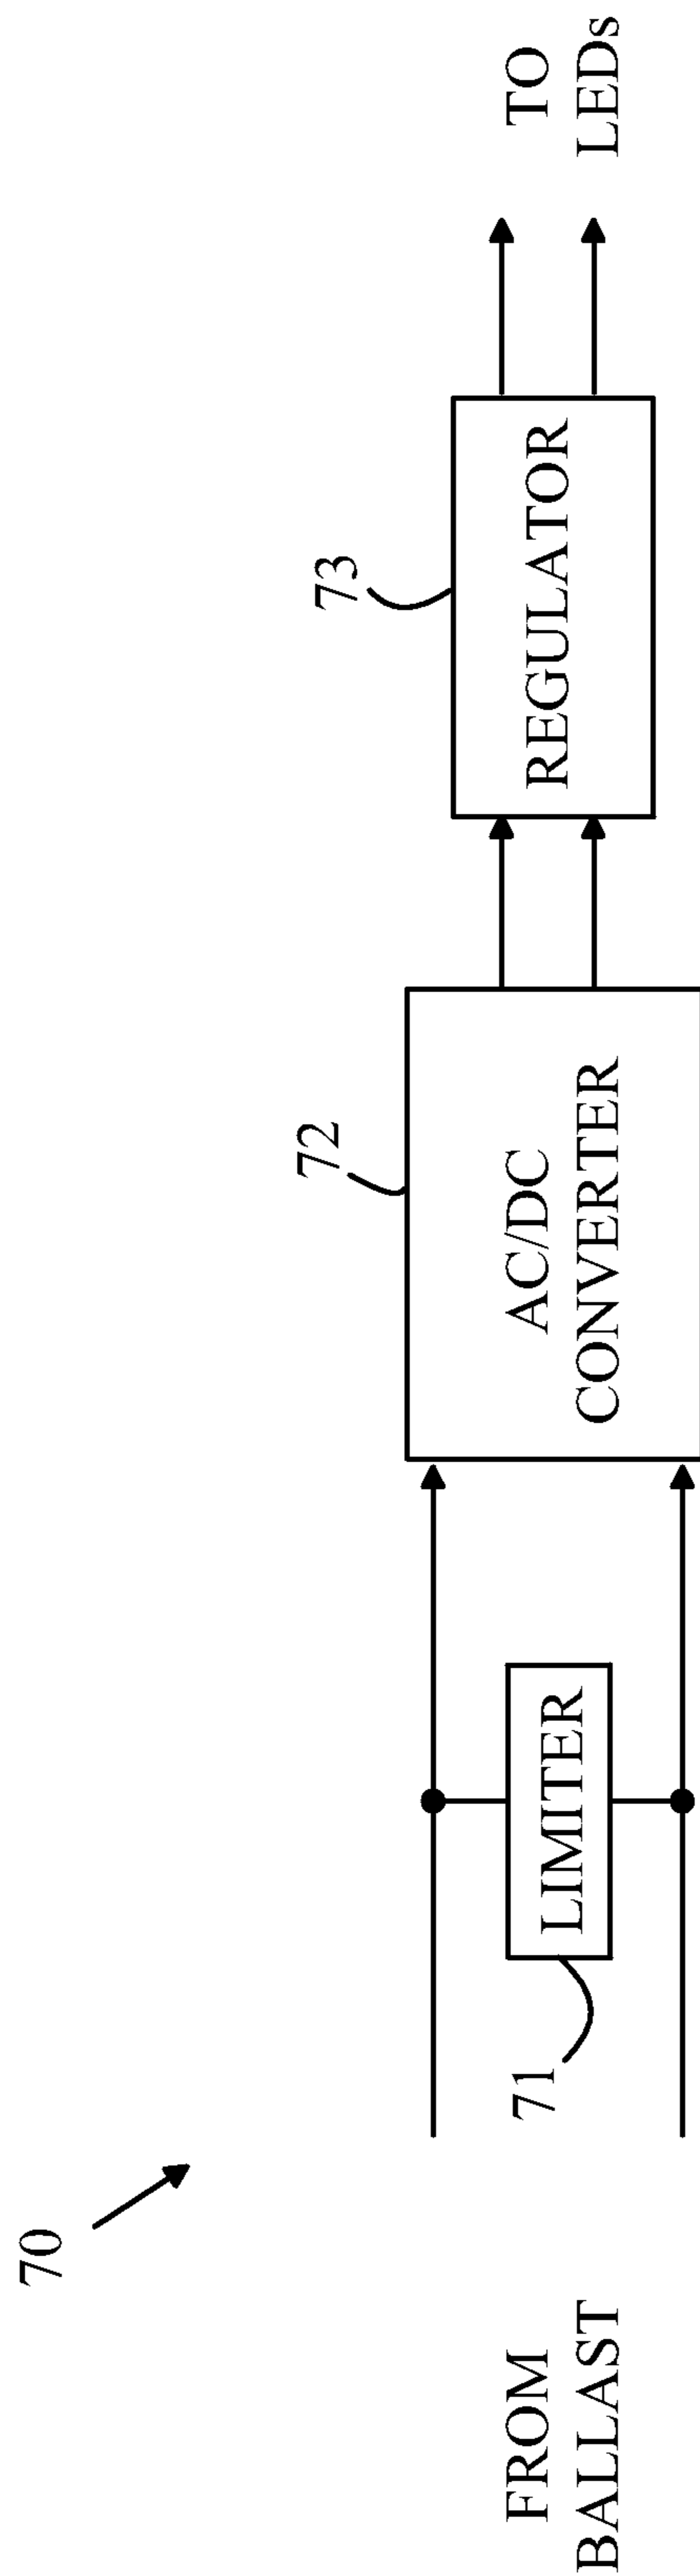 70
FROM
BALLAST
71
LIMITER
72
AC/DC
CONVERTER
73
REGULATOR
TO
LEDs